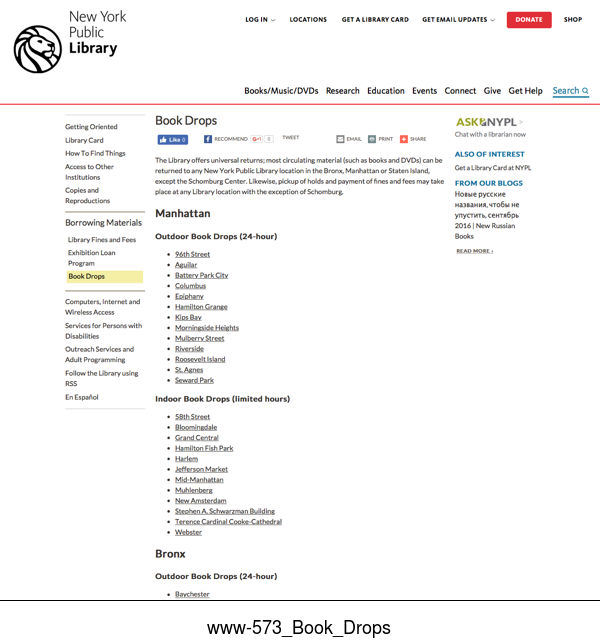 New York
Public
Library
LOG IN
LOCATIONS
GET A LIBRARY CARD
GET EMAIL UPDATES
DONATE
SHOP
Books/Music/DVDs
Research
Education
Events
Connect
Give
Get Help
Search
Getting Oriented
Library Card
How To Find Things
Access to Other
Institutions
Copies and
Reproductions
Borrowing Materials
Library Fines and Fees
Exhibition Loan
Program
Book Drops
Computers, Internet and
Wireless Access
Services for Persons with
Disabilities
Outreach Services and
Adult Programming
Follow the Library using
RSS
En Español
Book Drops
Like 0
RECOMMEND
G+1 0
TWEET
EMAIL
PRINT
SHARE
The Library offers universal returns; most circulating material (such as books and DVDs) can be
returned to any New York Public Library location in the Bronx, Manhattan or Staten Island,
except the Schomburg Center. Likewise, pickup of holds and payment of fines and fees may take
place at any Library location with the exception of Schomburg.
Manhattan
Outdoor Book Drops (24-hour)
• 96th Street
• Aguilar
• Battery Park City
• Columbus
• Epiphany
• Hamilton Grange
• Kips Bay
• Morningside Heights
• Mulberry Street
• Riverside
• Roosevelt Island
• St. Agnes
• Seward Park
Indoor Book Drops (limited hours)
• 58th Street
• Bloomingdale
• Grand Central
• Hamilton Fish Park
• Harlem
• Jefferson Market
• Mid-Manhattan
• Muhlenberg
• New Amsterdam
• Stephen A. Schwarzman Building
• Terence Cardinal Cooke-Cathedral
• Webster
Bronx
Outdoor Book Drops (24-hour)
• Baychester
ASK NYPL >
Chat with a librarian now
ALSO OF INTEREST
Get a Library Card at NYPL
FROM OUR BLOGS
Новые русские
названия, чтобы не
упустить, сентябрь
2016 | New Russian
Books
READ MORE ›
www-573_Book_Drops